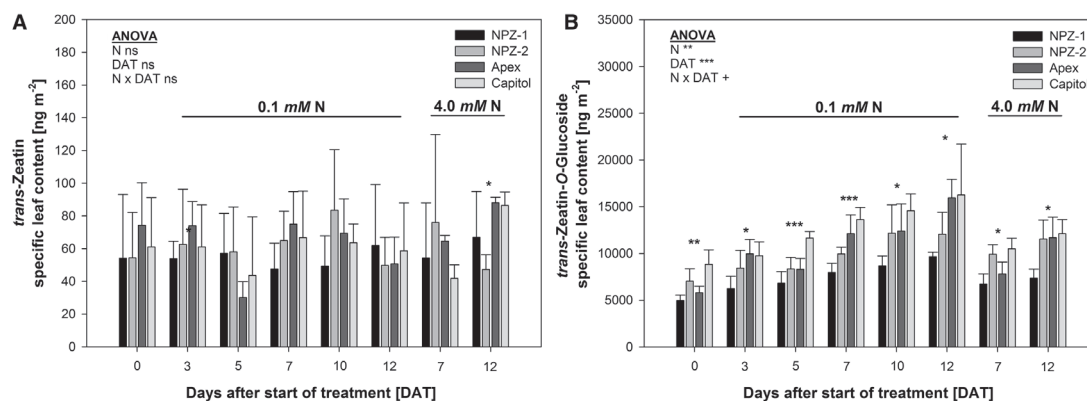 A
trans-Zeatin
specific leaf content [ng m-2]
200
180
160
140
120
100
80
60
40
20
0
ANOVA
N ns
DAT ns
N x DAT ns
NPZ-1
NPZ-2
Apex
Capitol
0.1 mM N
4.0 mM N
*
*
0
3
5
7
10
12
7
12
Days after start of treatment [DAT]
B
trans-Zeatin-O-Glucoside
specific leaf content [ng m-2]
35000
30000
25000
20000
15000
10000
5000
0
ANOVA
N **
DAT ***
N x DAT +
NPZ-1
NPZ-2
Apex
Capitol
0.1 mM N
4.0 mM N
**
*
***
***
*
*
*
*
0
3
5
7
10
12
7
12
Days after start of treatment [DAT]